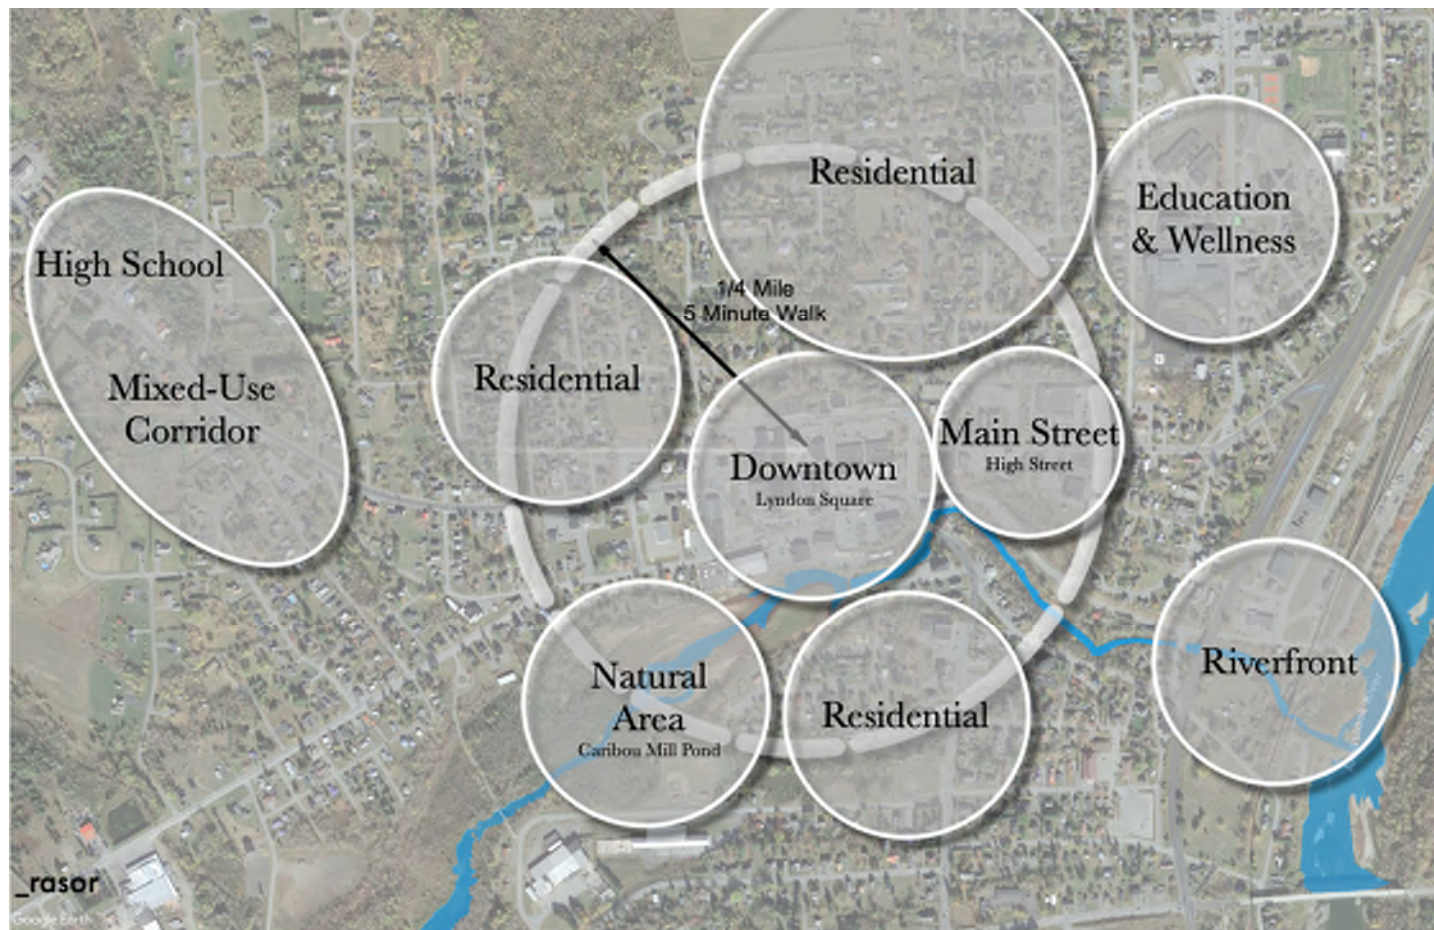 Residential
Education
& Wellness
High School
1/4 Mile
5 Minute Walk
Residential
Mixed-Use
Corridor
Main Street
High Street
Downtown
Lyndon Square
Natural
Area
Caribou Mill Pond
Riverfront
Residential
_rasor
Google Earth